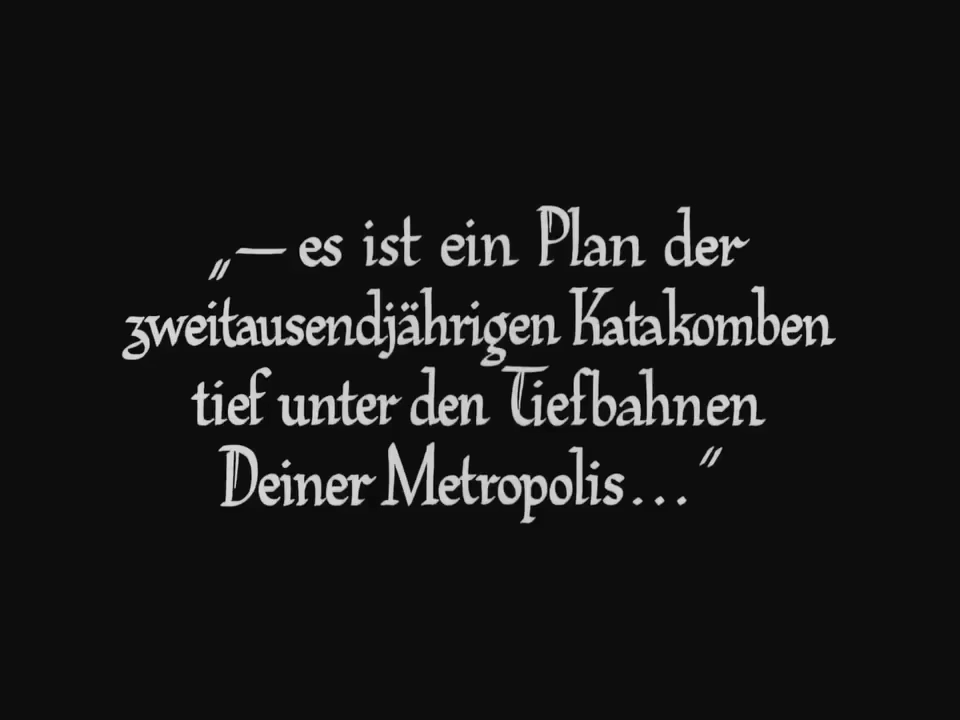 „— es ist ein Plan der
zweitausendjährigen Katakomben
tief unter den Tiefbahnen
Deiner Metropolis..."